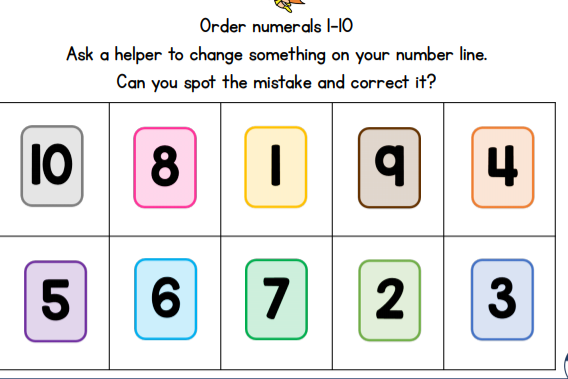 Order numerals 1-10
Ask a helper to change something on your number line.
Can you spot the mistake and correct it?
10 8 1 9 4
5 6 7 2 3